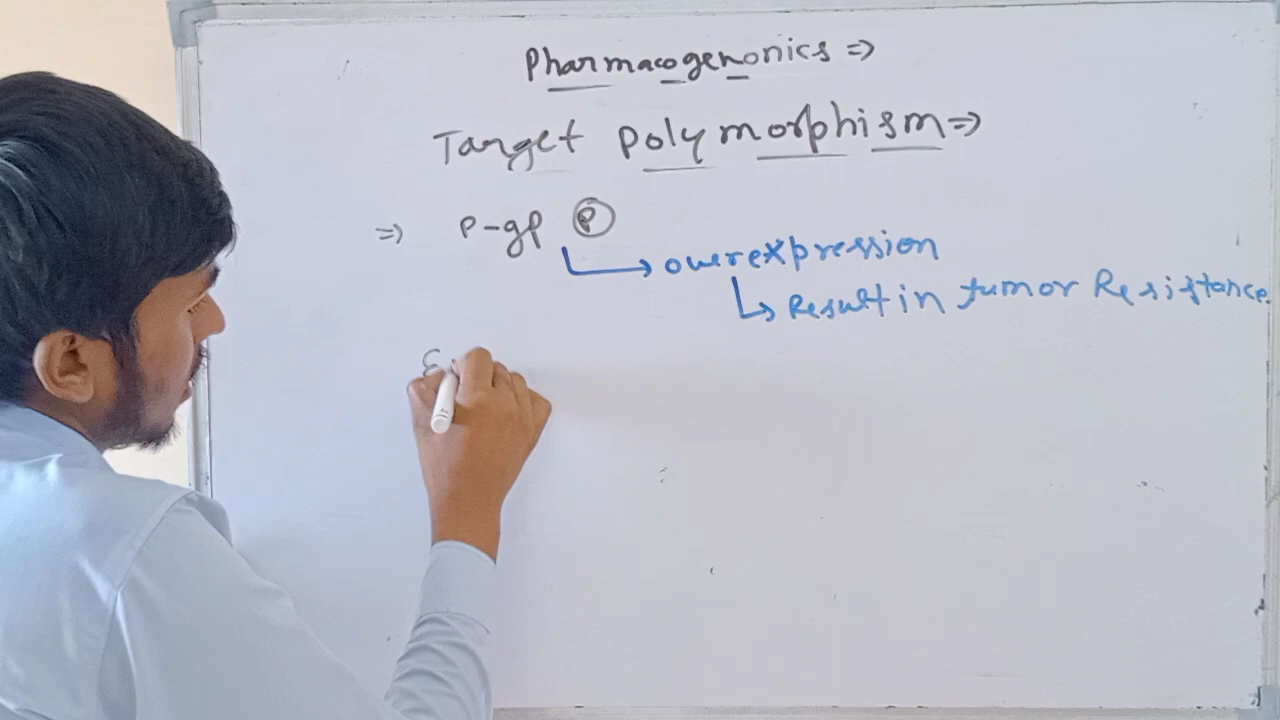 Pharmacogenonics ⇒
Target polymorphism ⇒
⇒ P-gp Ⓟ
↳ overexpression
↳ Result in tumor Resistance.